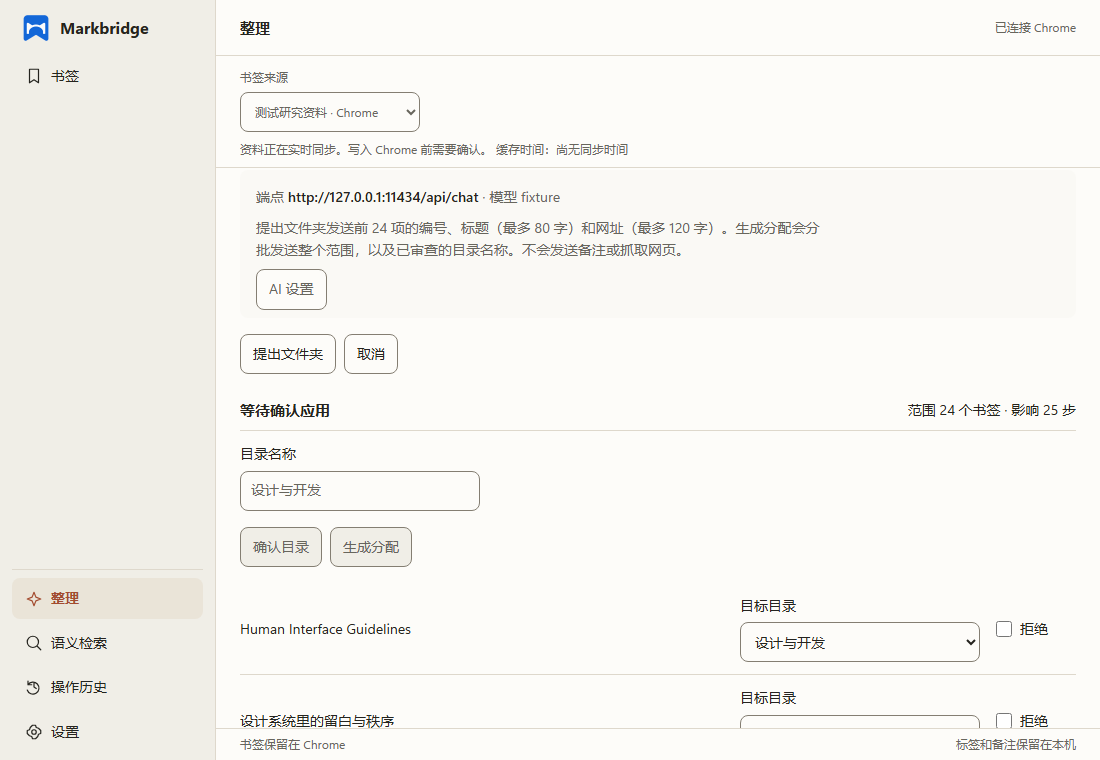 Markbridge
书签
整理
语义检索
操作历史
设置
整理
已连接 Chrome
书签来源
测试研究资料 · Chrome
资料正在实时同步。写入 Chrome 前需要确认。 缓存时间：尚无同步时间
端点 http://127.0.0.1:11434/api/chat · 模型 fixture
提出文件夹发送前 24 项的编号、标题（最多 80 字）和网址（最多 120 字）。生成分配会分
批发送整个范围，以及已审查的目录名称。不会发送备注或抓取网页。
AI 设置
提出文件夹
取消
等待确认应用
范围 24 个书签 · 影响 25 步
目录名称
设计与开发
确认目录
生成分配
Human Interface Guidelines
目标目录
设计与开发
拒绝
设计系统里的留白与秩序
目标目录
拒绝
书签保留在 Chrome
标签和备注保留在本机